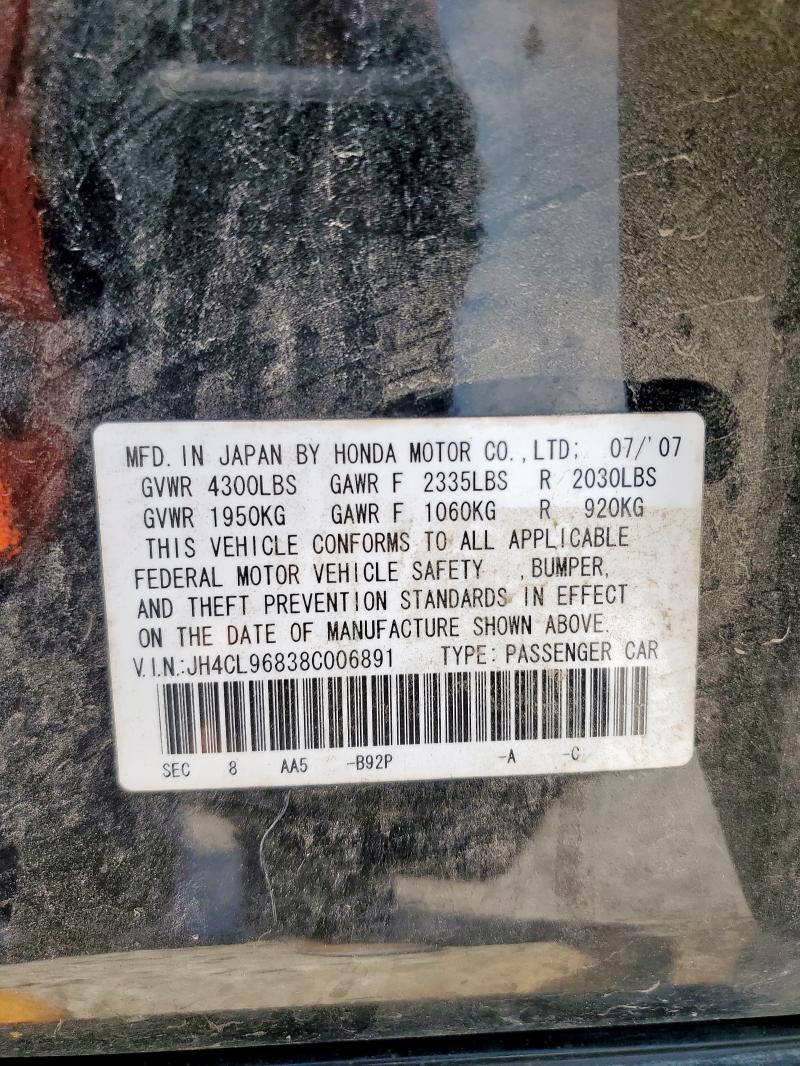 MFD. IN JAPAN BY HONDA MOTOR CO.,LTD; 07/'07
GVWR 4300LBS GAWR F 2335LBS R 2030LBS
GVWR 1950KG GAWR F 1060KG R 920KG
THIS VEHICLE CONFORMS TO ALL APPLICABLE
FEDERAL MOTOR VEHICLE SAFETY , BUMPER,
AND THEFT PREVENTION STANDARDS IN EFFECT
ON THE DATE OF MANUFACTURE SHOWN ABOVE.
V.I.N.:JH4CL96838C006891 TYPE: PASSENGER CAR
SEC 8 AA5 -B92P -A -C